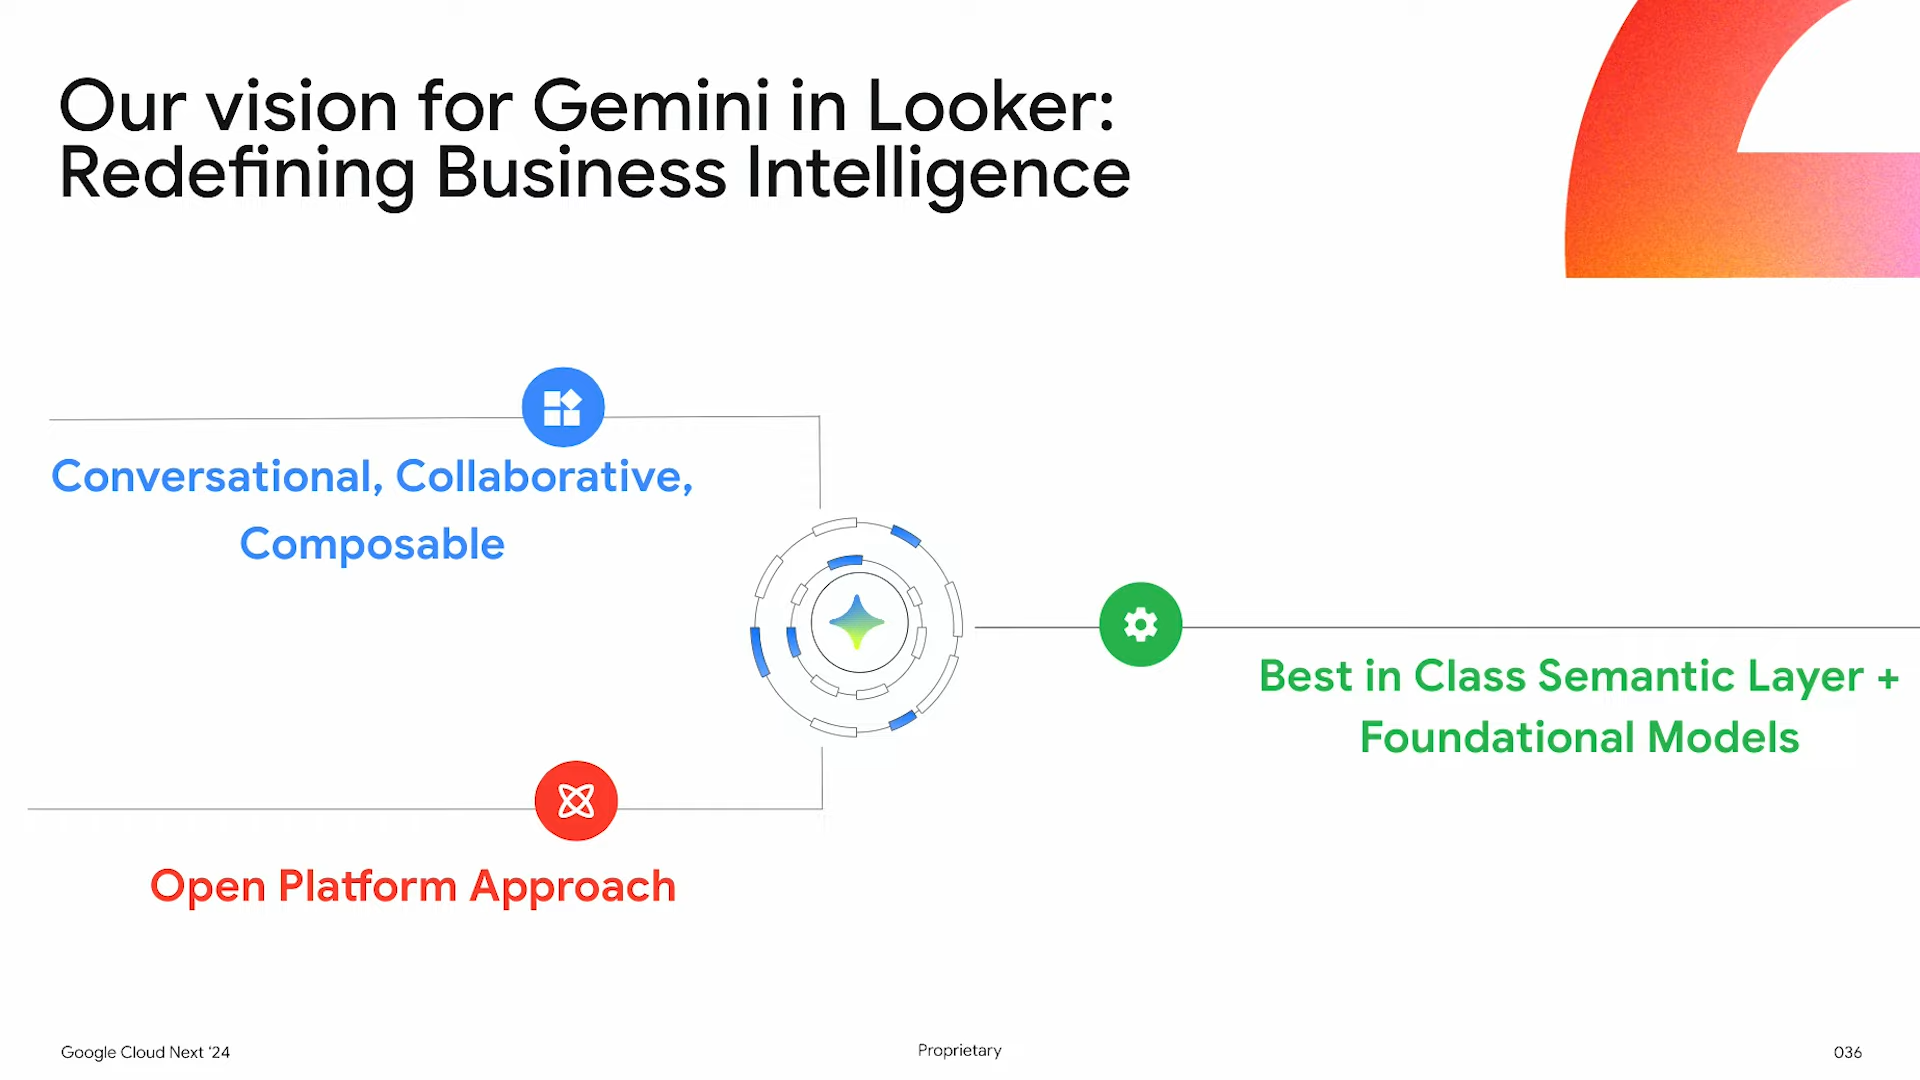 Our vision for Gemini in Looker:
Redefining Business Intelligence
Conversational, Collaborative,
Composable
Best in Class Semantic Layer +
Foundational Models
Open Platform Approach
Google Cloud Next '24
Proprietary
036